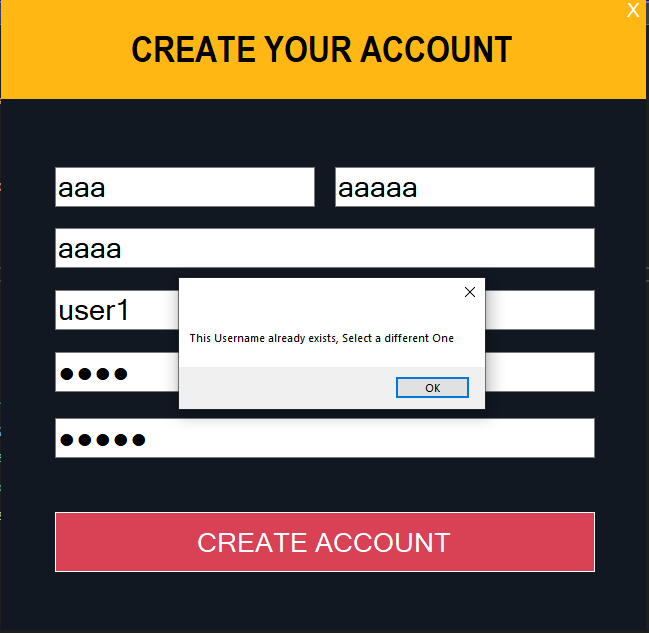 X
CREATE YOUR ACCOUNT
aaa
aaaaa
aaaa
user1
This Username already exists, Select a different One
●●●●
OK
●●●●●
CREATE ACCOUNT